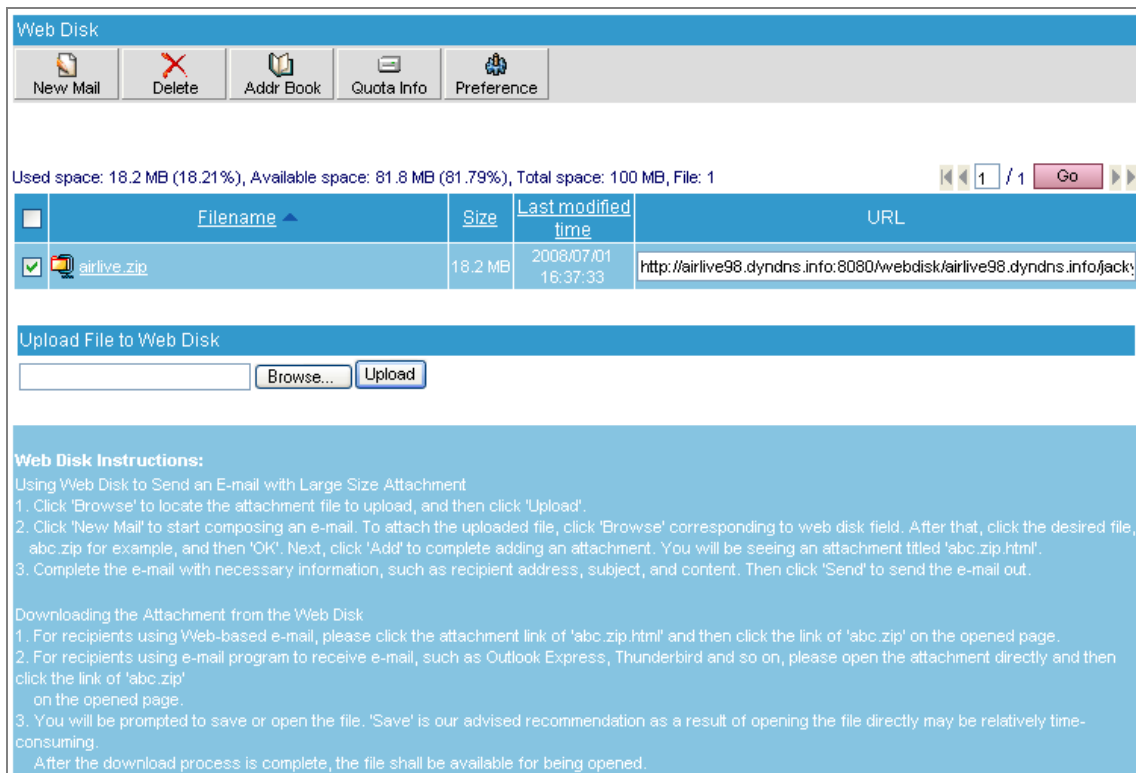 Web Disk
New Mail Delete Addr Book Quota Info Preference
Used space: 18.2 MB (18.21%), Available space: 81.8 MB (81.79%), Total space: 100 MB, File: 1
1 / 1 Go
Filename Size Last modified time URL
airlive.zip 18.2 MB 2008/07/01 16:37:33 http://airlive98.dyndns.info:8080/webdisk/airlive98.dyndns.info/jacky
Upload File to Web Disk
Browse... Upload
Web Disk Instructions:
Using Web Disk to Send an E-mail with Large Size Attachment
1. Click 'Browse' to locate the attachment file to upload, and then click 'Upload'.
2. Click 'New Mail' to start composing an e-mail. To attach the uploaded file, click 'Browse' corresponding to web disk field. After that, click the desired file,
abc.zip for example, and then 'OK'. Next, click 'Add' to complete adding an attachment. You will be seeing an attachment titled 'abc.zip.html'.
3. Complete the e-mail with necessary information, such as recipient address, subject, and content. Then click 'Send' to send the e-mail out.
Downloading the Attachment from the Web Disk
1. For recipients using Web-based e-mail, please click the attachment link of 'abc.zip.html' and then click the link of 'abc.zip' on the opened page.
2. For recipients using e-mail program to receive e-mail, such as Outlook Express, Thunderbird and so on, please open the attachment directly and then
click the link of 'abc.zip'
on the opened page.
3. You will be prompted to save or open the file. 'Save' is our advised recommendation as a result of opening the file directly may be relatively time-
consuming.
After the download process is complete, the file shall be available for being opened.